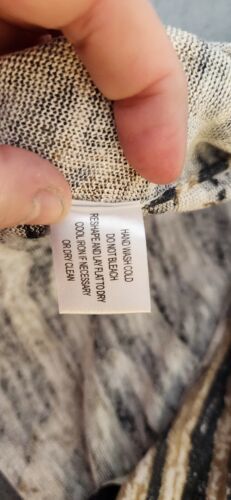 HAND WASH COLD
DO NOT BLEACH
RESHAPE AND LAY FLAT TO DRY
COOL IRON IF NECESSARY
OR DRY CLEAN